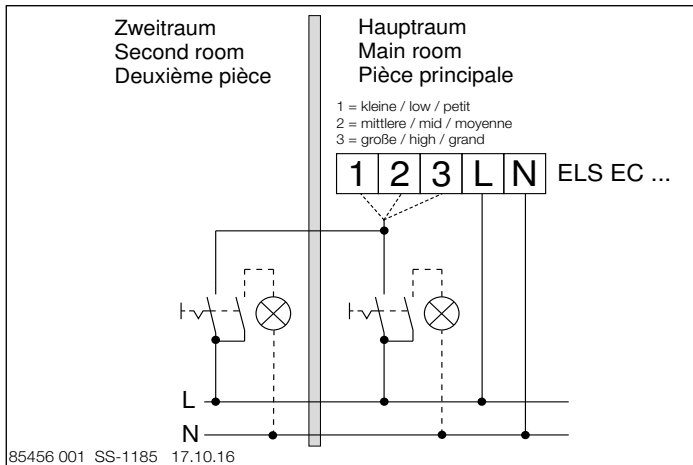 Zweitraum
Second room
Deuxième pièce
Hauptraum
Main room
Pièce principale
1 = kleine / low / petit
2 = mittlere / mid / moyenne
3 = große / high / grand
1 2 3 L N ELS EC ...
L
N
85456 001 SS-1185 17.10.16